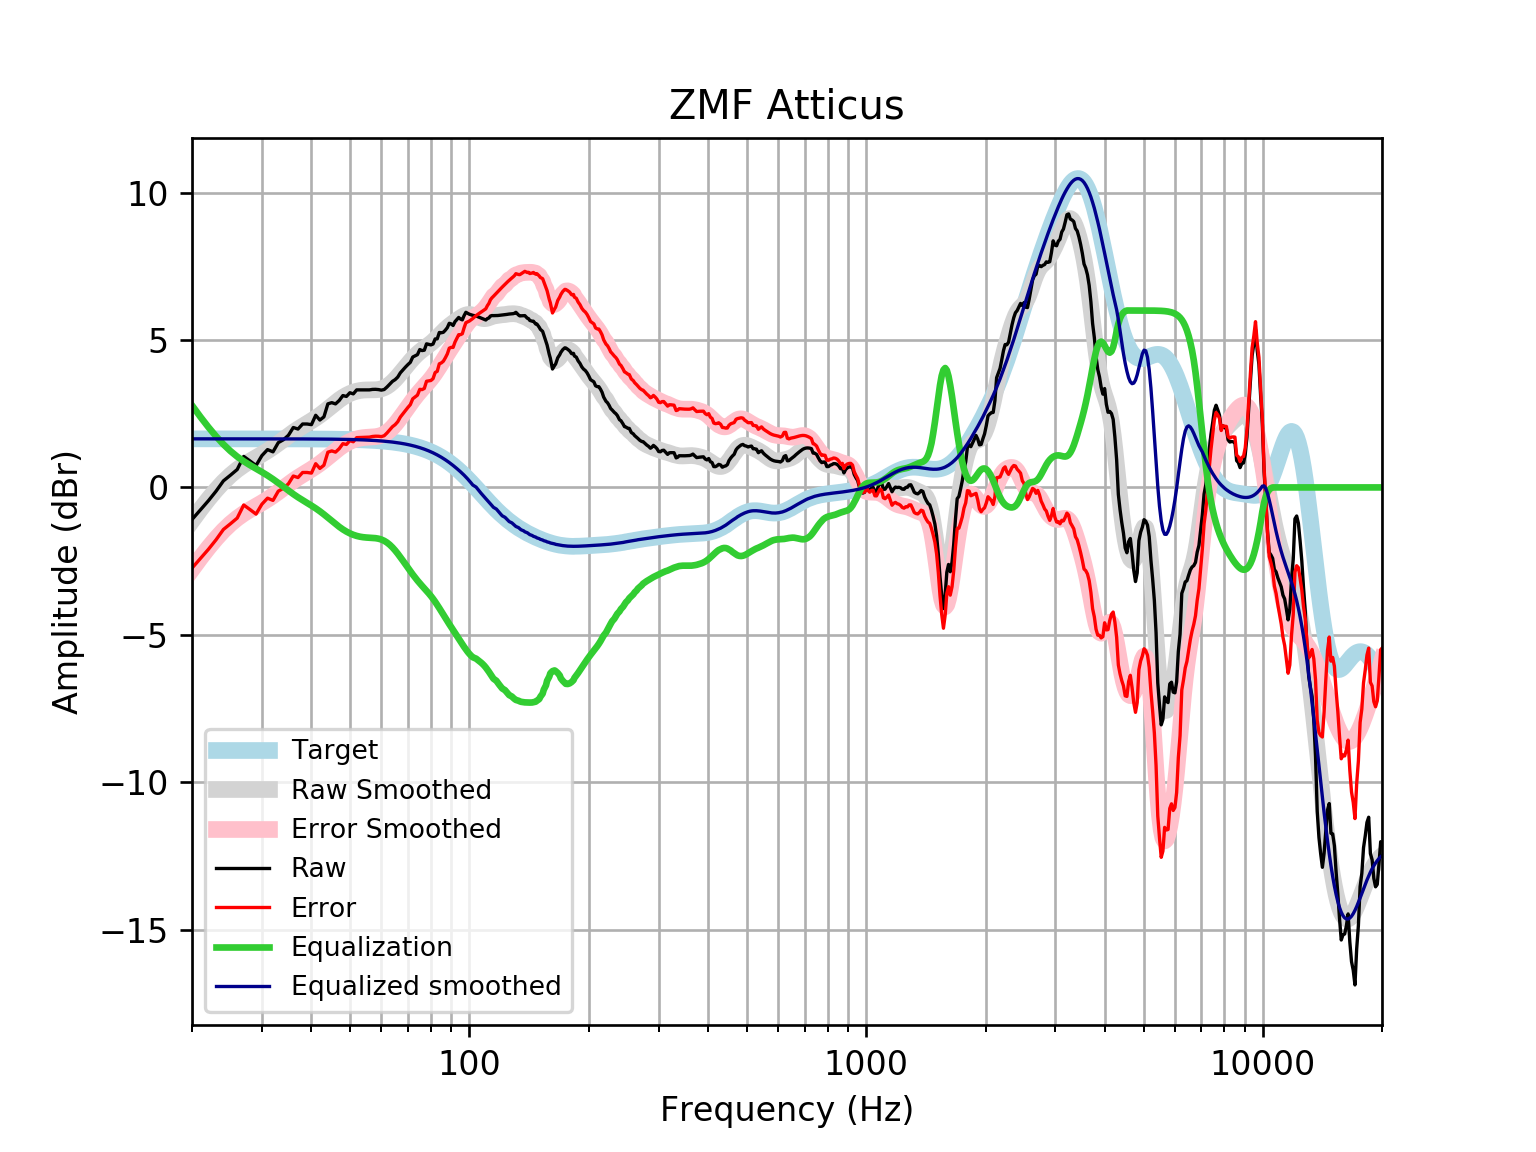 ZMF Atticus
10
5
0
−5
−10
−15
Amplitude (dBr)
Target
Raw Smoothed
Error Smoothed
Raw
Error
Equalization
Equalized smoothed
100
1000
10000
Frequency (Hz)